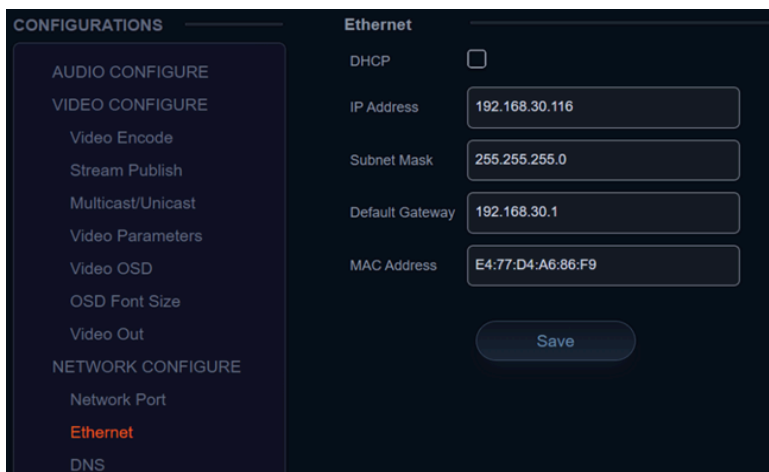 CONFIGURATIONS
AUDIO CONFIGURE
VIDEO CONFIGURE
Video Encode
Stream Publish
Multicast/Unicast
Video Parameters
Video OSD
OSD Font Size
Video Out
NETWORK CONFIGURE
Network Port
Ethernet
DNS
Ethernet
DHCP
IP Address 192.168.30.116
Subnet Mask 255.255.255.0
Default Gateway 192.168.30.1
MAC Address E4:77:D4:A6:86:F9
Save